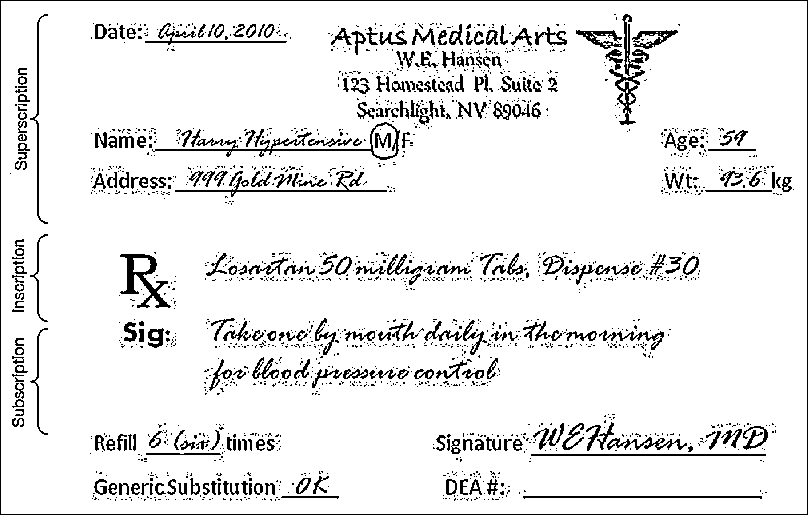 Superscription
Date: April 10, 2010
Aptus Medical Arts
W.E. Hansen
123 Homestead Pl. Suite 2
Searchlight, NV 89046
Name: Harry Hypertensive M/F
Age: 59
Address: 999 Gold Mine Rd
Wt: 93.6 kg
Inscription
Rx Losartan 50 milligram Tabs, Dispense #30
Subscription
Sig: Take one by mouth daily in the morning
for blood pressure control
Refill 6 (six) times
Signature WEHansen, MD
Generic Substitution OK
DEA #: